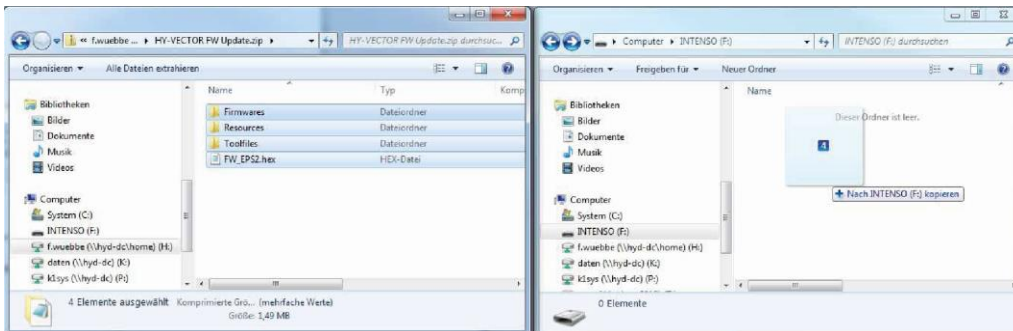 « f.wuebbe ... ▸ HY-VECTOR FW Update.zip ▸
HY-VECTOR FW Update.zip durchsuc...
Organisieren ▾ Alle Dateien extrahieren
Bibliotheken
Bilder
Dokumente
Musik
Videos
Computer
System (C:)
INTENSO (F:)
f.wuebbe (\\hyd-dc\home) (H:)
daten (\\hyd-dc) (K:)
k1sys (\\hyd-dc) (P:)
Name Typ Komp
Firmwares Dateiordner
Resources Dateiordner
Toolfiles Dateiordner
FW_EPS2.hex HEX-Datei
4 Elemente ausgewählt Komprimierte Gro... (mehrfache Werte)
Größe: 1,49 MB
▸ Computer ▸ INTENSO (F:)
INTENSO (F:) durchsuchen
Organisieren ▾ Freigeben für ▾ Neuer Ordner
Bibliotheken
Bilder
Dokumente
Musik
Videos
Computer
System (C:)
INTENSO (F:)
f.wuebbe (\\hyd-dc\home) (H:)
daten (\\hyd-dc) (K:)
k1sys (\\hyd-dc) (P:)
Name
Dieser Ordner ist leer.
4
Nach INTENSO (F:) kopieren
0 Elemente